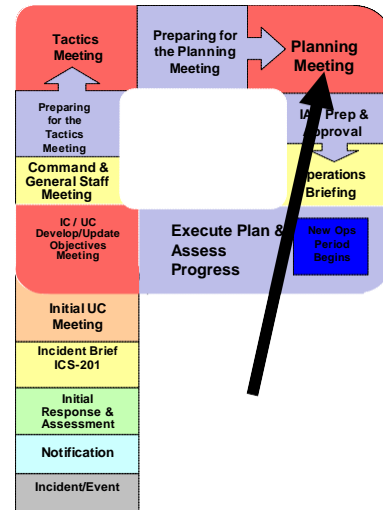 Tactics
Meeting
Preparing for
the Planning
Meeting
Planning
Meeting
Preparing
for the
Tactics
Meeting
Prep &
Approval
Command &
General Staff
Meeting
Operations
Briefing
IC / UC
Develop/Update
Objectives
Meeting
Execute Plan &
Assess
Progress
New Ops
Period
Begins
Initial UC
Meeting
Incident Brief
ICS-201
Initial
Response &
Assessment
Notification
Incident/Event